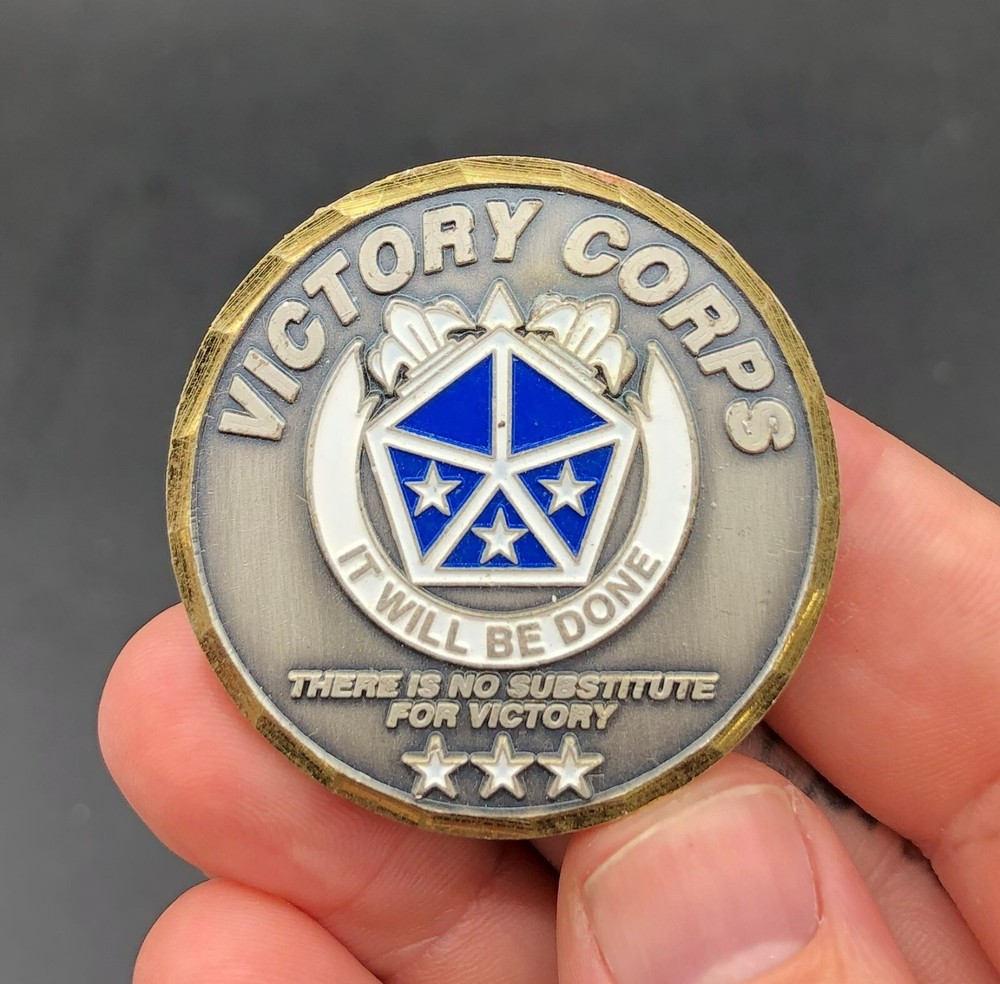 VICTORY CORPS
IT WILL BE DONE
THERE IS NO SUBSTITUTE
FOR VICTORY